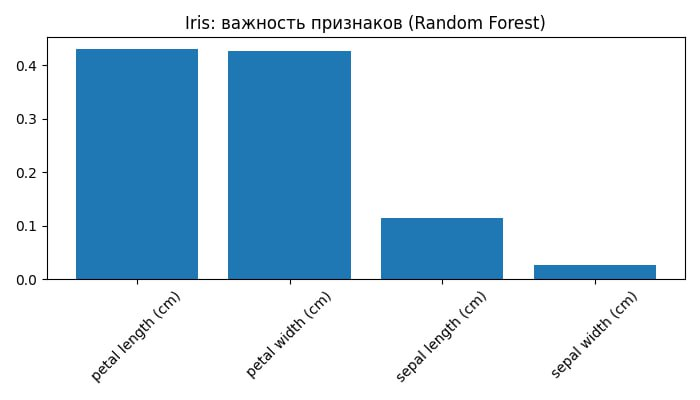 Iris: важность признаков (Random Forest)
0.4
0.3
0.2
0.1
0.0
petal length (cm)
petal width (cm)
sepal length (cm)
sepal width (cm)